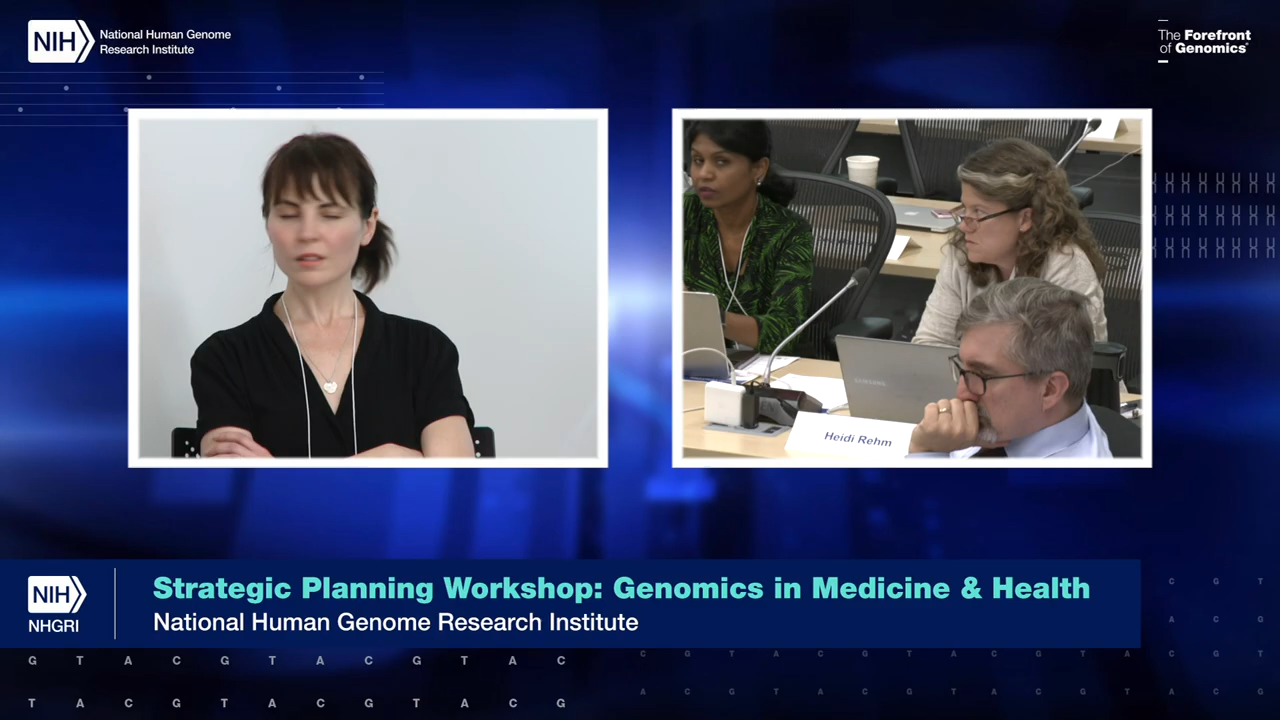 NIH
National Human Genome
Research Institute
The Forefront
of Genomics®
SAMSUNG
Heidi Rehm
Strategic Planning Workshop: Genomics in Medicine & Health
National Human Genome Research Institute
NIH
NHGRI
G T A C G T A C G T A C
T A C G T A C G T A C G
C G T
A C G
C G T A C G T A C G T A C G T
A C G T A C G T A C G T A C G